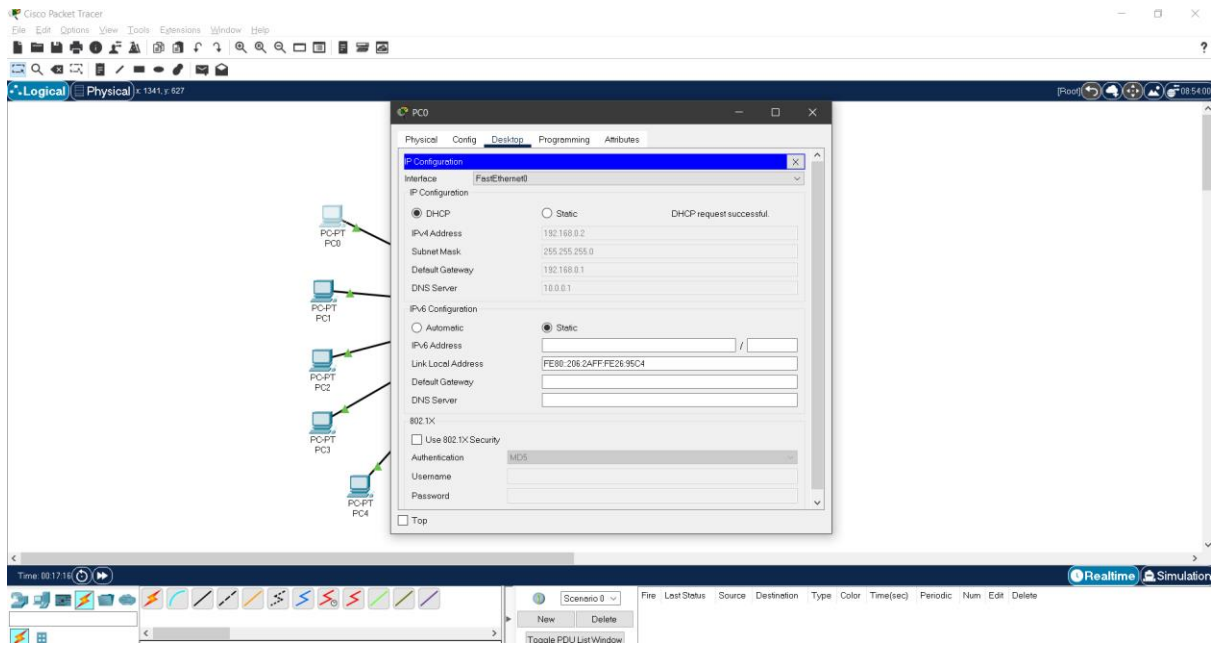 Cisco Packet Tracer
File Edit Options View Tools Extensions Window Help
?
Logical Physical x: 1341, y: 627 [Root] 08:54:00
PC0
Physical Config Desktop Programming Attributes
IP Configuration X
Interface FastEthernet0
IP Configuration
DHCP Static DHCP request successful.
IPv4 Address 192.168.0.2
Subnet Mask 255.255.255.0
Default Gateway 192.168.0.1
DNS Server 10.0.0.1
IPv6 Configuration
Automatic Static
IPv6 Address /
Link Local Address FE80::206:2AFF:FE26:95C4
Default Gateway
DNS Server
802.1X
Use 802.1X Security
Authentication MD5
Username
Password
Top
PC-PT
PC0
PC-PT
PC1
PC-PT
PC2
PC-PT
PC3
PC-PT
PC4
Time: 00:17:16 Realtime Simulation
Scenario 0 Fire Last Status Source Destination Type Color Time(sec) Periodic Num Edit Delete
New Delete
Toggle PDU List Window